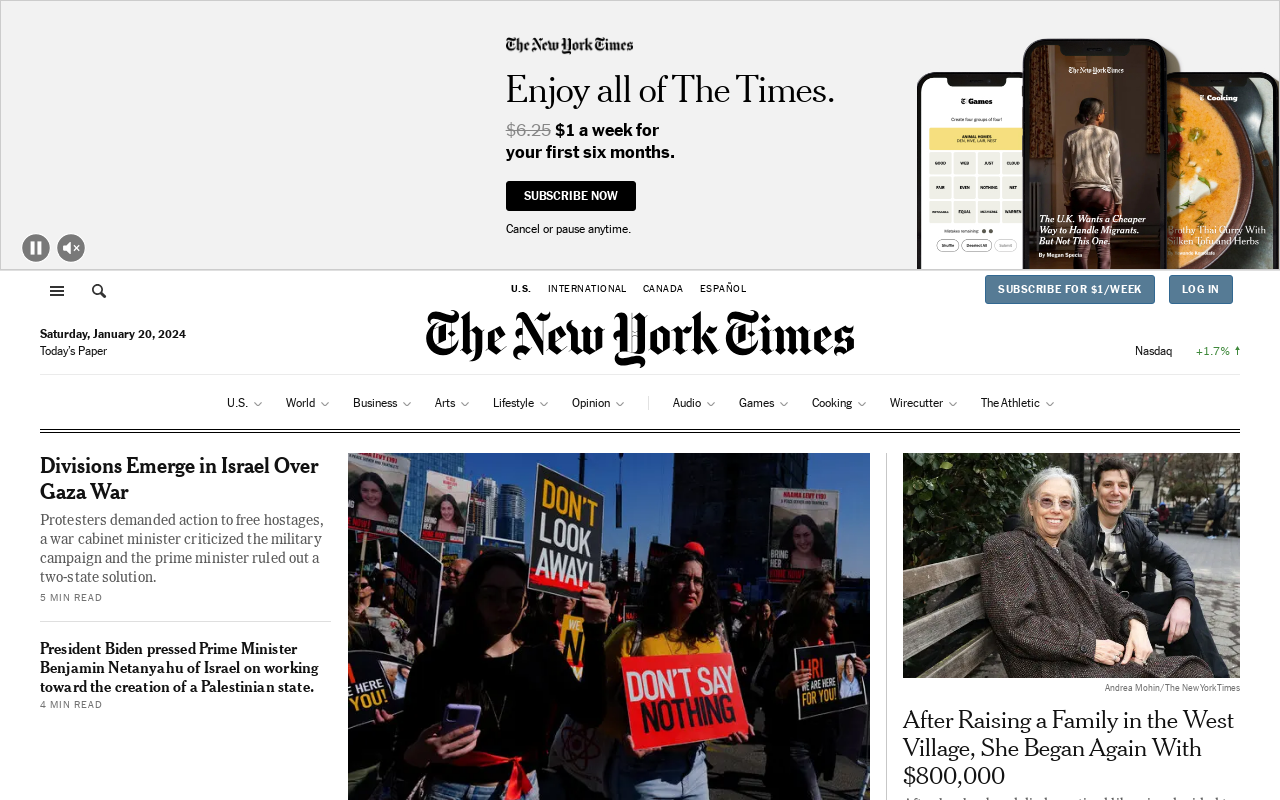 The New York Times
Enjoy all of The Times.
$6.25 $1 a week for
your first six months.
SUBSCRIBE NOW
Cancel or pause anytime.
Games
Create four groups of four!
ANIMAL HOMES
DEN, HIVE, LAIR, NEST
GOOD WEB JUST CLOUD
FAIR EVEN NOTHING NET
EQUAL WARREN
Mistakes remaining:
Shuffle Deselect All Submit
The New York Times
The U.K. Wants a Cheaper
Way to Handle Migrants.
But Not This One.
By Megan Specia
Cooking
Brothy Thai Curry With
Silken Tofu and Herbs
U.S. INTERNATIONAL CANADA ESPAÑOL
SUBSCRIBE FOR $1/WEEK LOG IN
Saturday, January 20, 2024
Today's Paper
The New York Times
Nasdaq +1.7%
U.S. World Business Arts Lifestyle Opinion Audio Games Cooking Wirecutter The Athletic
Divisions Emerge in Israel Over
Gaza War
Protesters demanded action to free hostages,
a war cabinet minister criticized the military
campaign and the prime minister ruled out a
two-state solution.
5 MIN READ
President Biden pressed Prime Minister
Benjamin Netanyahu of Israel on working
toward the creation of a Palestinian state.
4 MIN READ
DON'T
LOOK
AWAY!
DON'T SAY
NOTHING
BRING
HER
HOME NOW!
LIRI
WE ARE HERE
FOR YOU!
Andrea Mohin/The New York Times
After Raising a Family in the West
Village, She Began Again With
$800,000